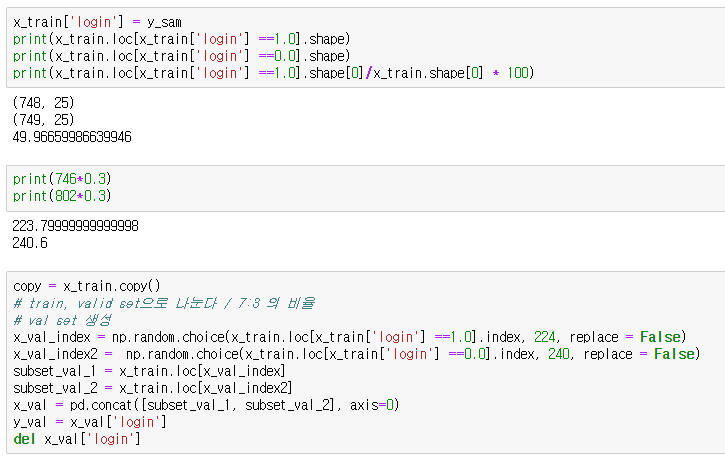 x_train['login'] = y_sam
print(x_train.loc[x_train['login'] ==1.0].shape)
print(x_train.loc[x_train['login'] ==0.0].shape)
print(x_train.loc[x_train['login'] ==1.0].shape[0]/x_train.shape[0] * 100)
(748, 25)
(749, 25)
49.96659986639946
print(746*0.3)
print(802*0.3)
223.79999999999998
240.6
copy = x_train.copy()
# train, valid set으로 나눈다 / 7:3 의 비율
# val set 생성
x_val_index = np.random.choice(x_train.loc[x_train['login'] ==1.0].index, 224, replace = False)
x_val_index2 =  np.random.choice(x_train.loc[x_train['login'] ==0.0].index, 240, replace = False)
subset_val_1 = x_train.loc[x_val_index]
subset_val_2 = x_train.loc[x_val_index2]
x_val = pd.concat([subset_val_1, subset_val_2], axis=0)
y_val = x_val['login']
del x_val['login']